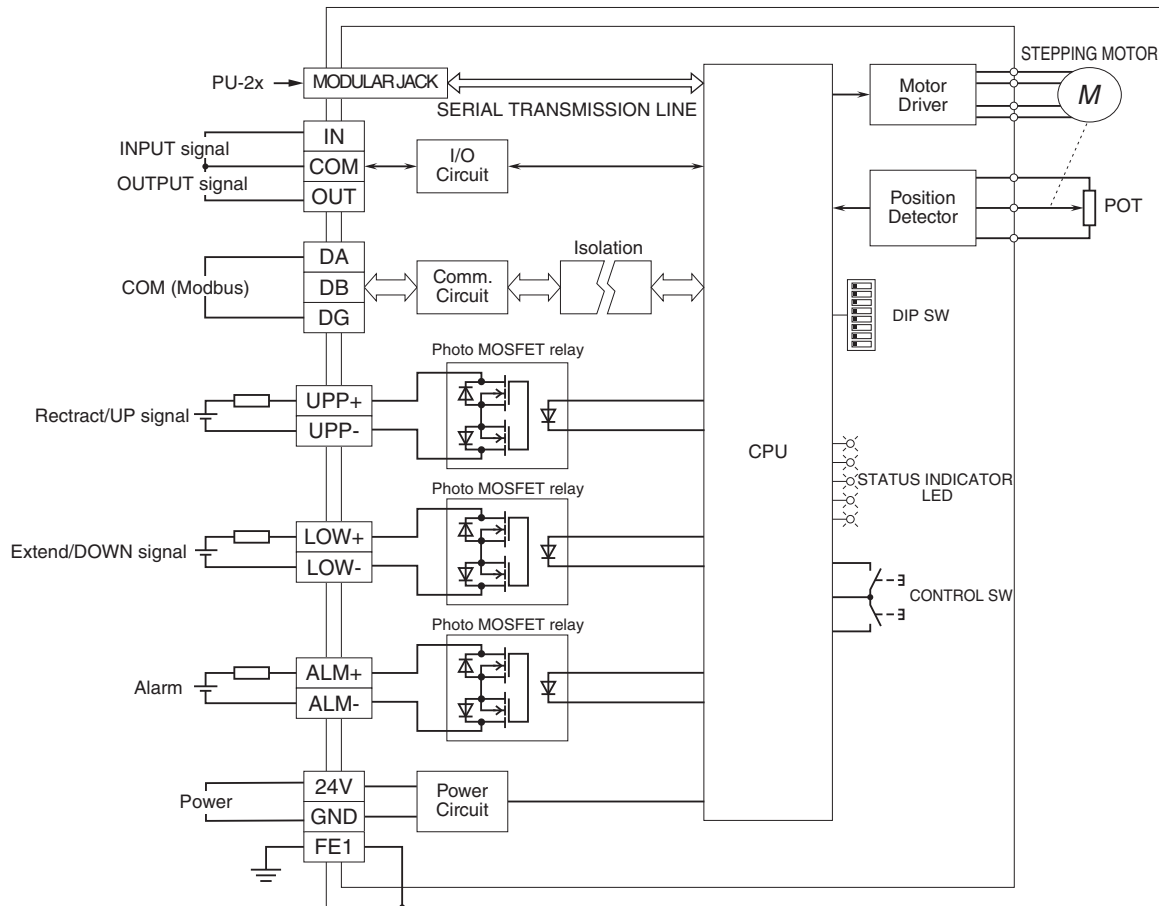 STEPPING MOTOR
PU-2x
MODULAR JACK
SERIAL TRANSMISSION LINE
Motor
Driver
M
INPUT signal
OUTPUT signal
IN
COM
OUT
I/O
Circuit
Position
Detector
POT
COM (Modbus)
DA
DB
DG
Comm.
Circuit
Isolation
DIP SW
Photo MOSFET relay
Rectract/UP signal
UPP+
UPP-
CPU
STATUS INDICATOR
LED
Photo MOSFET relay
Extend/DOWN signal
LOW+
LOW-
CONTROL SW
Photo MOSFET relay
Alarm
ALM+
ALM-
Power
24V
GND
FE1
Power
Circuit